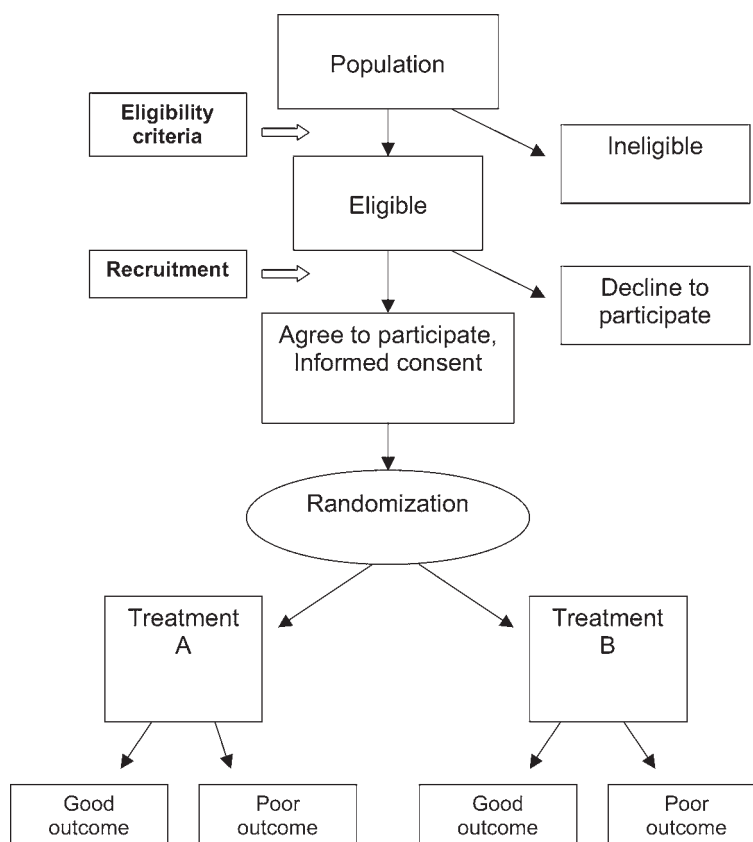 Population
Eligibility
criteria
Ineligible
Eligible
Recruitment
Decline to
participate
Agree to participate,
Informed consent
Randomization
Treatment
A
Treatment
B
Good
outcome
Poor
outcome
Good
outcome
Poor
outcome